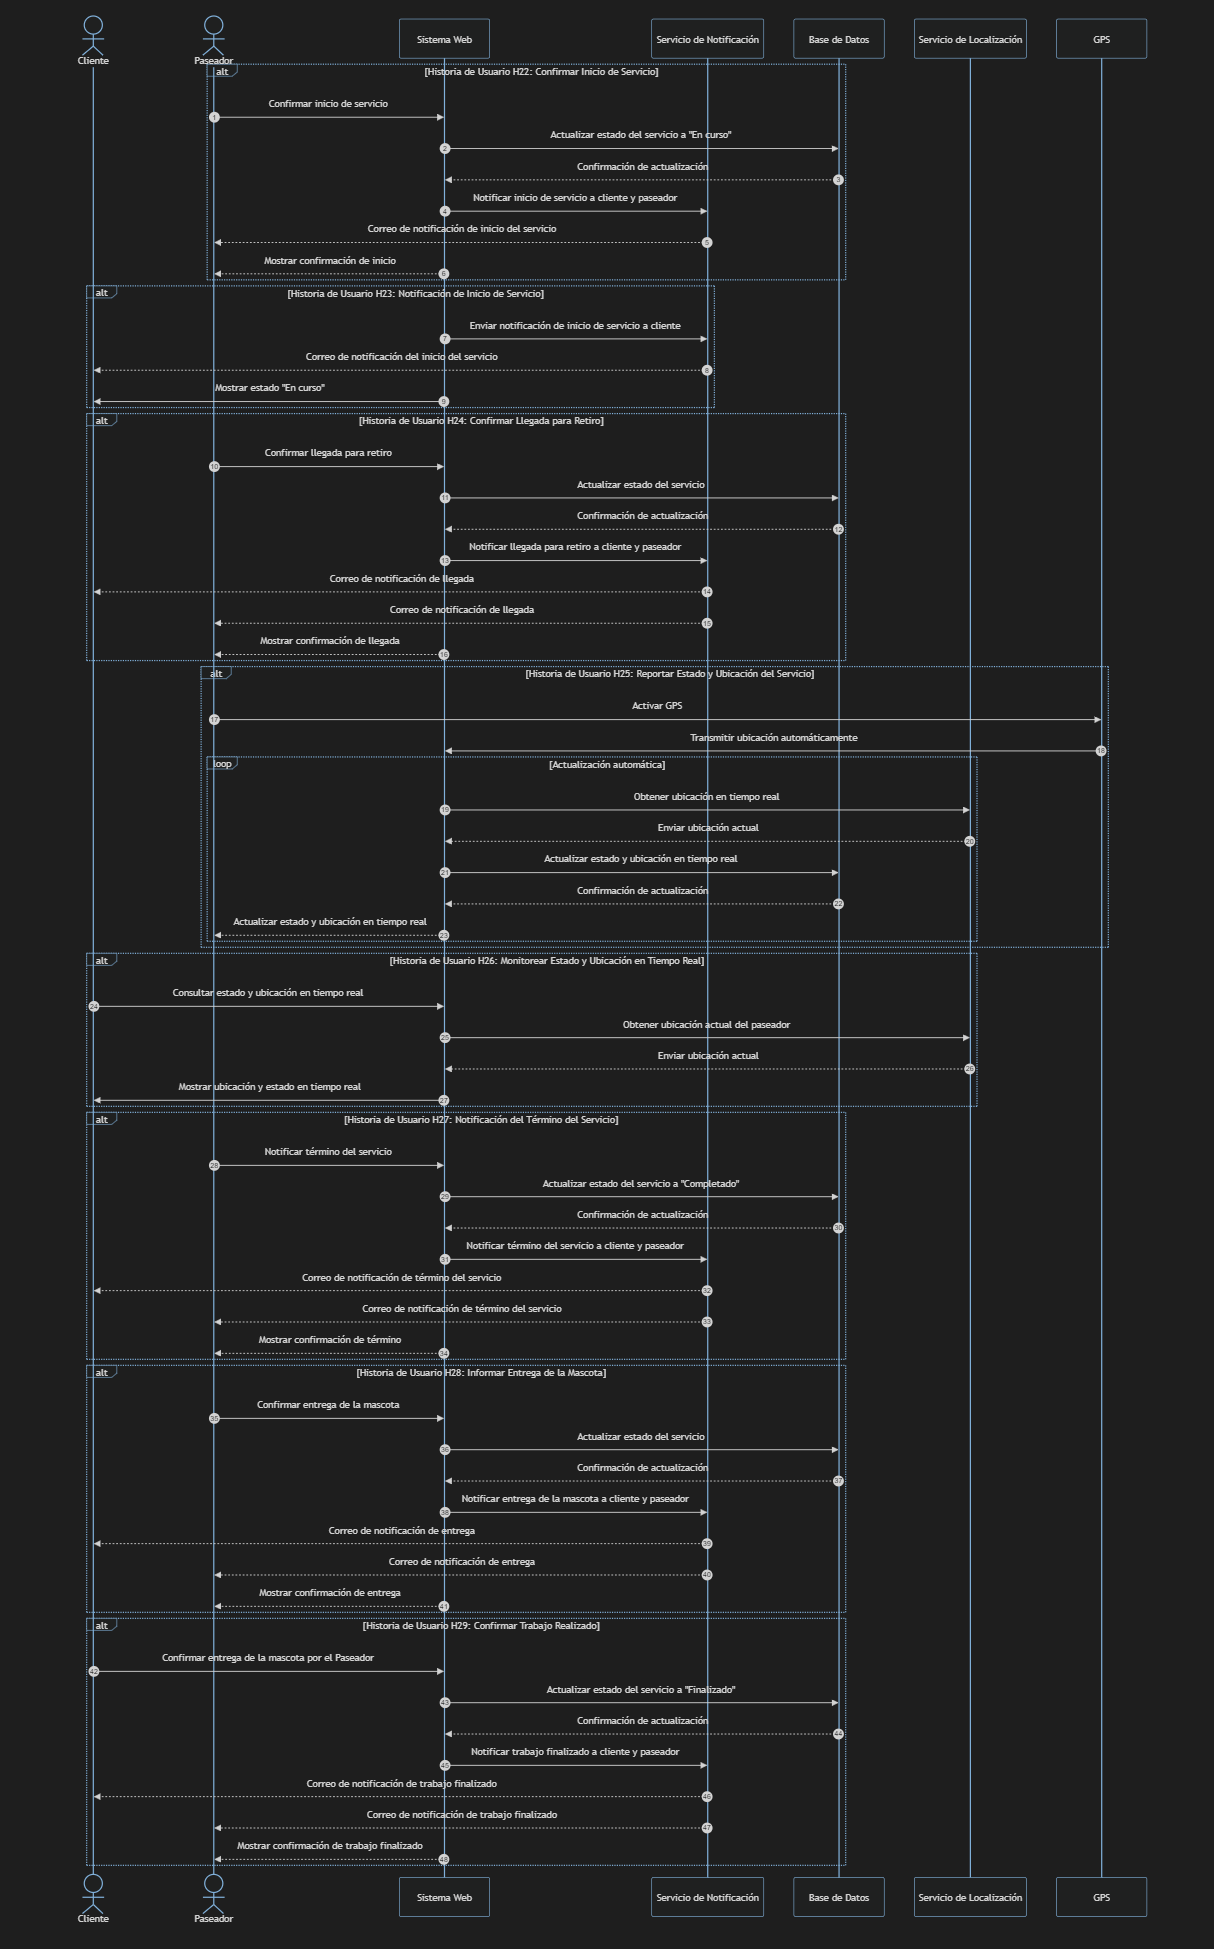 Cliente
Paseador
Sistema Web
Servicio de Notificación
Base de Datos
Servicio de Localización
GPS
alt
[Historia de Usuario H22: Confirmar Inicio de Servicio]
Confirmar inicio de servicio
1
Actualizar estado del servicio a "En curso"
2
Confirmación de actualización
3
Notificar inicio de servicio a cliente y paseador
4
Correo de notificación de inicio del servicio
5
Mostrar confirmación de inicio
6
alt
[Historia de Usuario H23: Notificación de Inicio de Servicio]
Enviar notificación de inicio de servicio a cliente
7
Correo de notificación del inicio del servicio
8
Mostrar estado "En curso"
9
alt
[Historia de Usuario H24: Confirmar Llegada para Retiro]
Confirmar llegada para retiro
10
Actualizar estado del servicio
11
Confirmación de actualización
12
Notificar llegada para retiro a cliente y paseador
13
Correo de notificación de llegada
14
Correo de notificación de llegada
15
Mostrar confirmación de llegada
16
alt
[Historia de Usuario H25: Reportar Estado y Ubicación del Servicio]
Activar GPS
17
Transmitir ubicación automáticamente
18
loop
[Actualización automática]
Obtener ubicación en tiempo real
19
Enviar ubicación actual
20
Actualizar estado y ubicación en tiempo real
21
Confirmación de actualización
22
Actualizar estado y ubicación en tiempo real
23
alt
[Historia de Usuario H26: Monitorear Estado y Ubicación en Tiempo Real]
Consultar estado y ubicación en tiempo real
24
Obtener ubicación actual del paseador
25
Enviar ubicación actual
26
Mostrar ubicación y estado en tiempo real
27
alt
[Historia de Usuario H27: Notificación del Término del Servicio]
Notificar término del servicio
28
Actualizar estado del servicio a "Completado"
29
Confirmación de actualización
30
Notificar término del servicio a cliente y paseador
31
Correo de notificación de término del servicio
32
Correo de notificación de término del servicio
33
Mostrar confirmación de término
34
alt
[Historia de Usuario H28: Informar Entrega de la Mascota]
Confirmar entrega de la mascota
35
Actualizar estado del servicio
36
Confirmación de actualización
37
Notificar entrega de la mascota a cliente y paseador
38
Correo de notificación de entrega
39
Correo de notificación de entrega
40
Mostrar confirmación de entrega
41
alt
[Historia de Usuario H29: Confirmar Trabajo Realizado]
Confirmar entrega de la mascota por el Paseador
42
Actualizar estado del servicio a "Finalizado"
43
Confirmación de actualización
44
Notificar trabajo finalizado a cliente y paseador
45
Correo de notificación de trabajo finalizado
46
Correo de notificación de trabajo finalizado
47
Mostrar confirmación de trabajo finalizado
48
Cliente
Paseador
Sistema Web
Servicio de Notificación
Base de Datos
Servicio de Localización
GPS